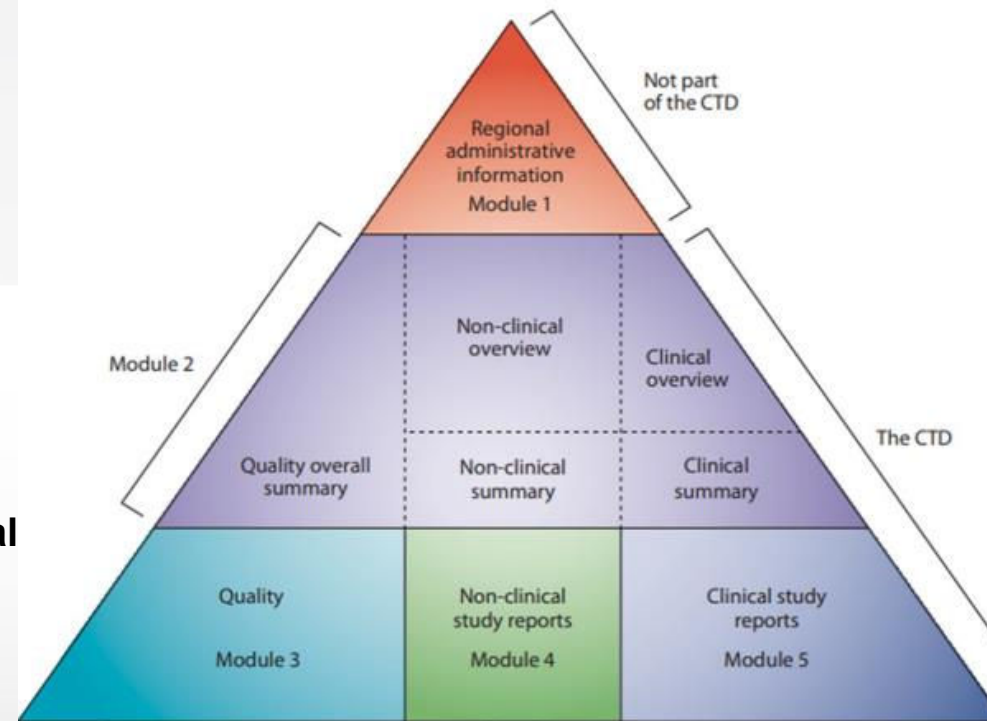 Not part
of the CTD
Regional
administrative
information
Module 1
Module 2
Non-clinical
overview
Clinical
overview
The CTD
Quality overall
summary
Non-clinical
summary
Clinical
summary
al
Quality
Module 3
Non-clinical
study reports
Module 4
Clinical study
reports
Module 5